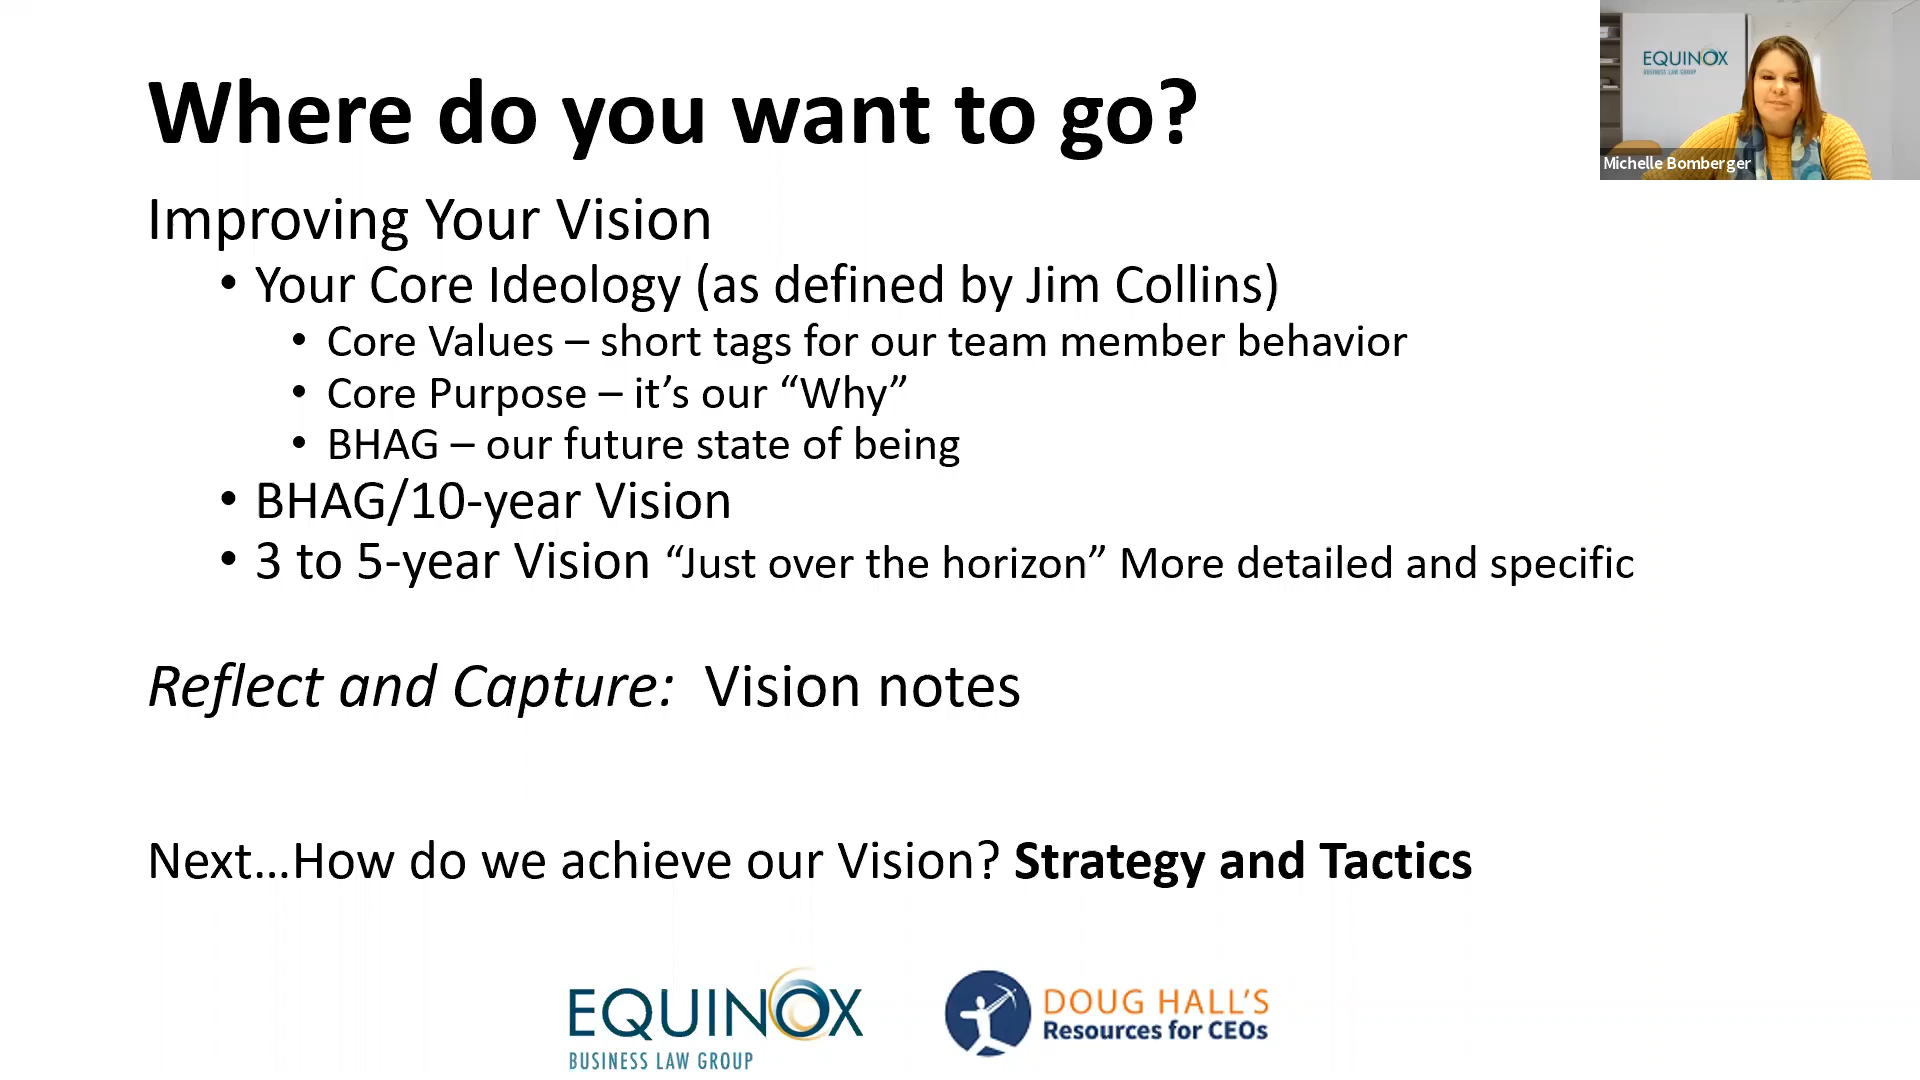 Where do you want to go?
EQUINOX
BUSINESS LAW GROUP
Michelle Bomberger
Improving Your Vision
• Your Core Ideology (as defined by Jim Collins)
• Core Values – short tags for our team member behavior
• Core Purpose – it’s our “Why”
• BHAG – our future state of being
• BHAG/10-year Vision
• 3 to 5-year Vision “Just over the horizon” More detailed and specific
Reflect and Capture: Vision notes
Next...How do we achieve our Vision? Strategy and Tactics
EQUINOX
BUSINESS LAW GROUP
DOUG HALL’S
Resources for CEOs